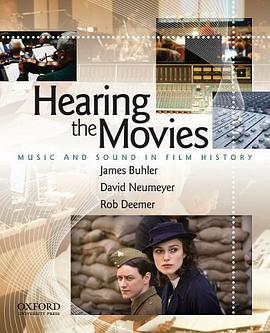 Hearing
the Movies
MUSIC AND SOUND IN FILM HISTORY
James Buhler
David Neumeyer
Rob Deemer
OXFORD
UNIVERSITY PRESS